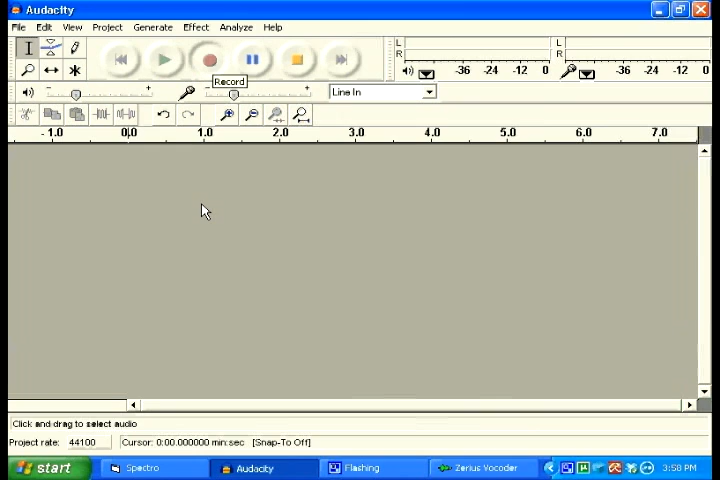 Audacity
File Edit View Project Generate Effect Analyze Help
L
R
-36 -24 -12 0
L
R
-36 -24 -12 0
Record
- + - + Line In
- 1.0 0.0 1.0 2.0 3.0 4.0 5.0 6.0 7.0
Click and drag to select audio
Project rate: 44100 Cursor: 0:00.000000 min:sec [Snap-To Off]
start Spectro Audacity Flashing Zerius Vocoder 3:58 PM